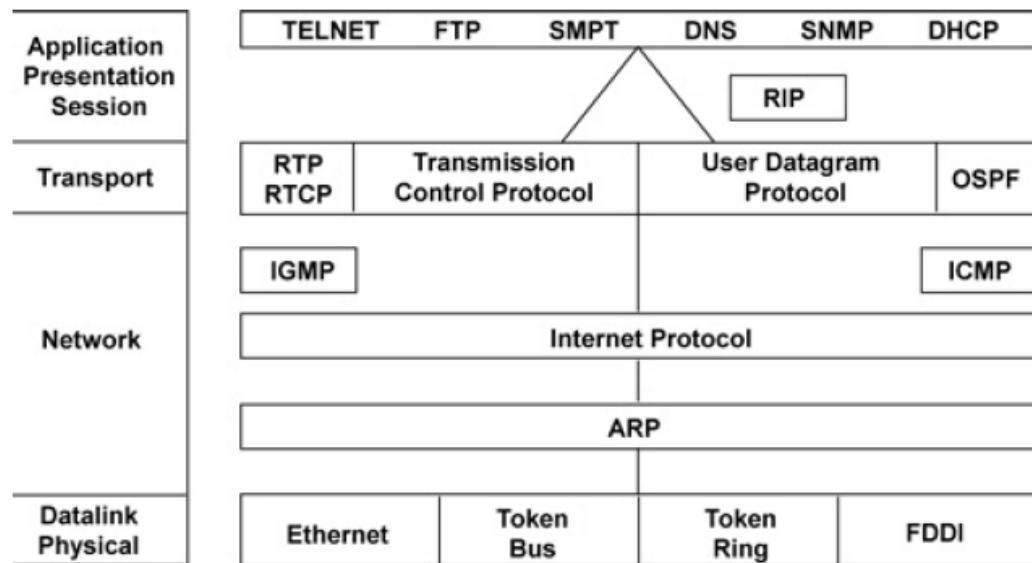 Application
Presentation
Session
TELNET FTP SMPT DNS SNMP DHCP
RIP
Transport
RTP
RTCP
Transmission
Control Protocol
User Datagram
Protocol
OSPF
Network
IGMP
ICMP
Internet Protocol
ARP
Datalink
Physical
Ethernet
Token
Bus
Token
Ring
FDDI